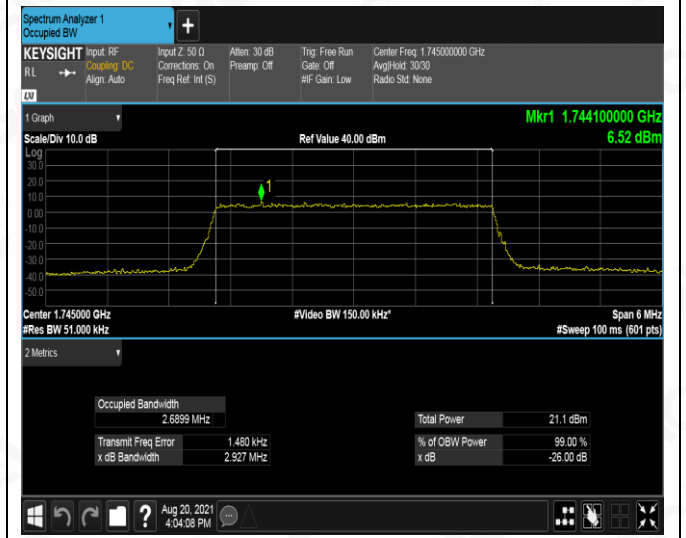 Spectrum Analyzer 1
Occupied BW
+
KEYSIGHT Input: RF Input Z: 50 Ω Atten: 30 dB Trig: Free Run Center Freq: 1.745000000 GHz
RL Coupling: DC Corrections: On Preamp: Off Gate: Off Avg|Hold: 30/30
Align: Auto Freq Ref: Int (S) #IF Gain: Low Radio Std: None
LXI
1 Graph
Mkr1 1.744100000 GHz
Scale/Div 10.0 dB Ref Value 40.00 dBm 6.52 dBm
Log
30.0
20.0
1
10.0
0.00
-10.0
-20.0
-30.0
-40.0
-50.0
Center 1.745000 GHz #Video BW 150.00 kHz* Span 6 MHz
#Res BW 51.000 kHz #Sweep 100 ms (601 pts)
2 Metrics
Occupied Bandwidth
2.6899 MHz Total Power 21.1 dBm
Transmit Freq Error 1.480 kHz % of OBW Power 99.00 %
x dB Bandwidth 2.927 MHz x dB -26.00 dB
? Aug 20, 2021
4:04:08 PM